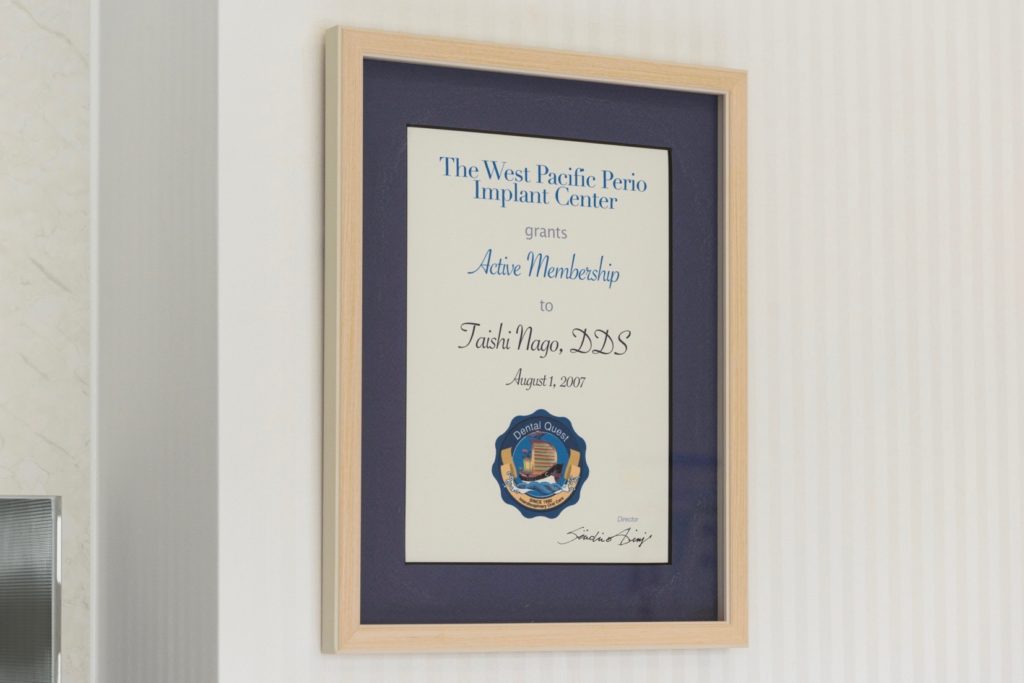 The West Pacific Perio
Implant Center
grants
Active Membership
to
Taishi Nago, DDS
August 1, 2007
Dental Quest
Director